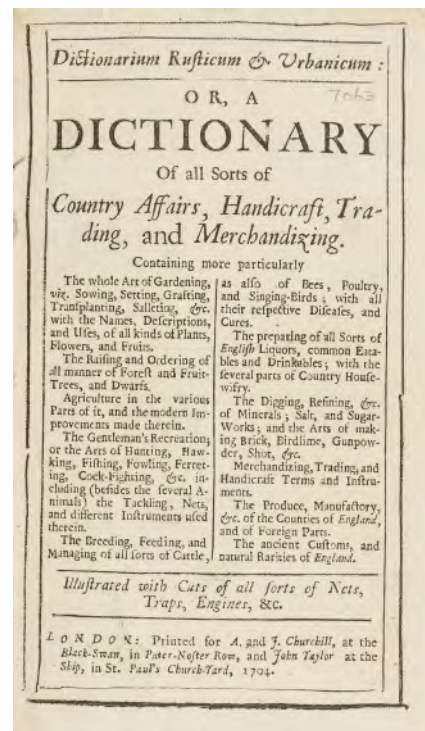 Dictionarium Rusticum & Urbanicum :
OR, A
7063
DICTIONARY
Of all Sorts of
Country Affairs, Handicraft, Tra-
ding, and Merchandizing.
Containing more particularly
The whole Art of Gardening,
viz. Sowing, Setting, Grafting,
Transplanting, Salleting, &c.
with the Names, Descriptions,
and Uses, of all kinds of Plants,
Flowers, and Fruits.
The Raising and Ordering of
all manner of Forest and Fruit-
Trees, and Dwarfs.
Agriculture in the various
Parts of it, and the modern Im-
provements made therein.
The Gentleman's Recreation;
or the Arts of Hunting, Haw-
king, Fishing, Fowling, Ferret-
ing, Cock-Fighting, &c. in-
cluding (besides the several A-
nimals) the Tackling, Nets,
and different Instruments used
therein.
The Breeding, Feeding, and
Managing of all sorts of Cattle,
as also of Bees, Poultry,
and Singing-Birds ; with all
their respective Diseases, and
Cures.
The preparing of all Sorts of
English Liquors, common Eata-
bles and Drinkables ; with the
several parts of Country House-
wifry.
The Digging, Refining, &c.
of Minerals ; Salt, and Sugar-
Works ; and the Arts of mak-
ing Brick, Birdlime, Gunpow-
der, Shot, &c.
Merchandizing, Trading, and
Handicraft Terms and Instru-
ments.
The Produce, Manufactory,
&c. of the Counties of England,
and of Foreign Parts.
The ancient Customs, and
natural Rarities of England.
Illustrated with Cuts of all sorts of Nets,
Traps, Engines, &c.
LONDON: Printed for A. and J. Churchill, at the
Black-Swan, in Pater-Noster Row, and John Taylor at the
Ship, in St. Paul's Church-Yard, 1704.